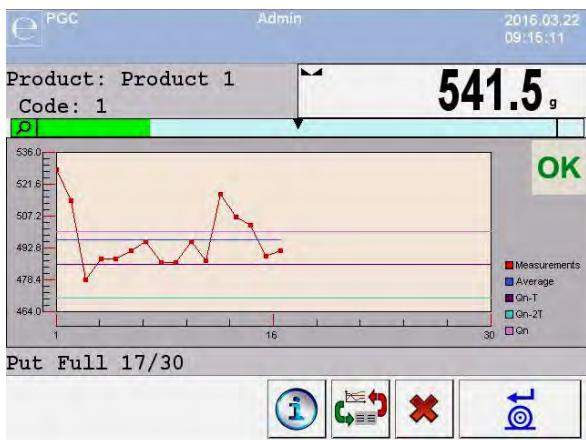 PGC
Admin
2016.03.22
09:15:11
Product: Product 1
Code: 1
541.5 g
OK
536.0
521.6
507.2
492.8
478.4
464.0
1
16
30
Measurements
Average
Qn-T
Qn-2T
Qn
Put Full 17/30